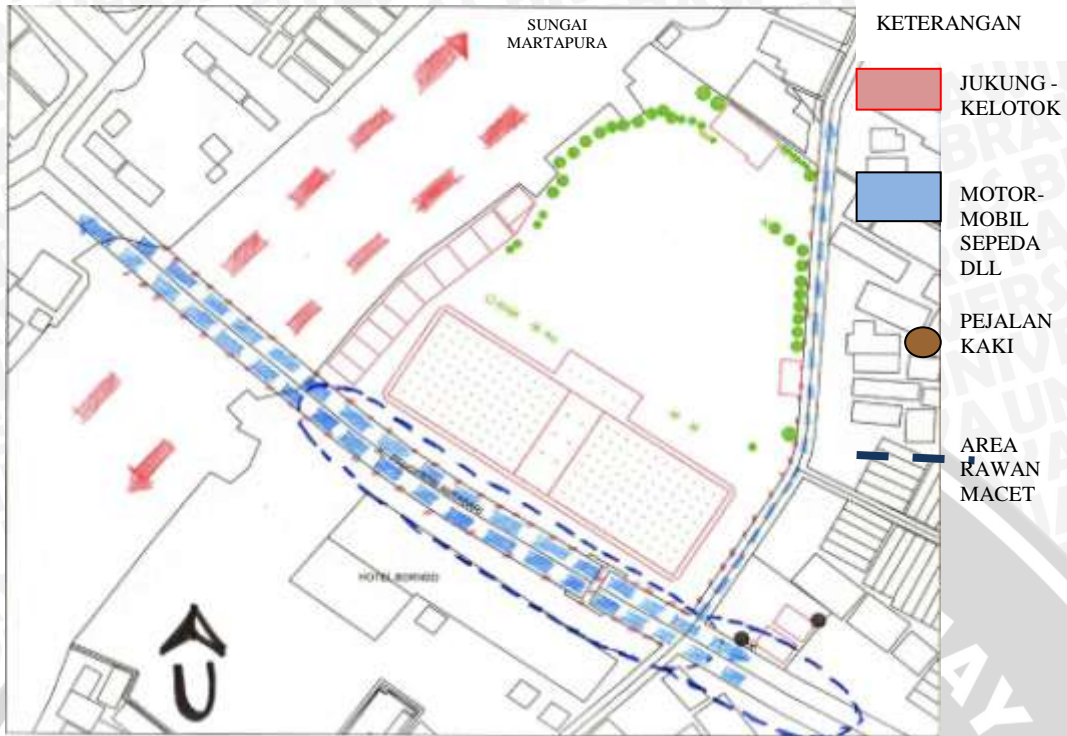 SUNGAI
MARTAPURA
KETERANGAN
JUKUNG -
KELOTOK
MOTOR-
MOBIL
SEPEDA
DLL
PEJALAN
KAKI
AREA
RAWAN
MACET
HOTEL BORNEO
U